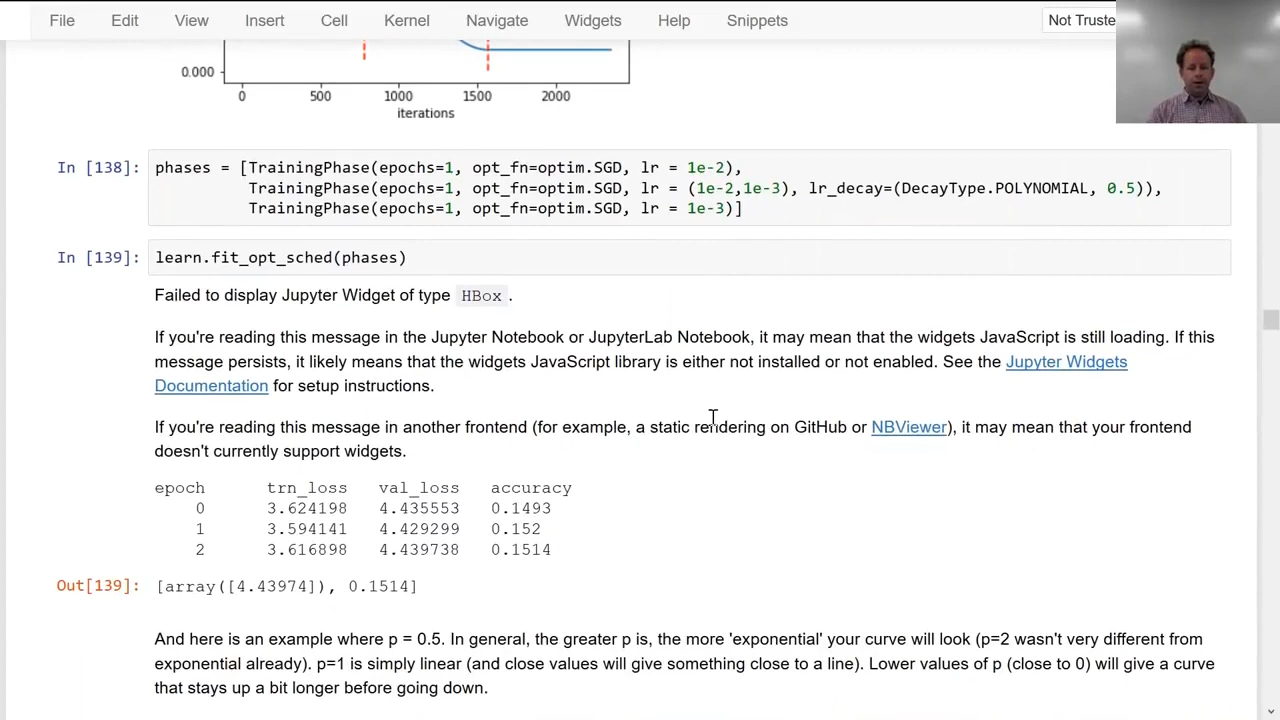 File Edit View Insert Cell Kernel Navigate Widgets Help Snippets Not Truste
0.000
0 500 1000 1500 2000
iterations
In [138]: phases = [TrainingPhase(epochs=1, opt_fn=optim.SGD, lr = 1e-2),
TrainingPhase(epochs=1, opt_fn=optim.SGD, lr = (1e-2,1e-3), lr_decay=(DecayType.POLYNOMIAL, 0.5)),
TrainingPhase(epochs=1, opt_fn=optim.SGD, lr = 1e-3)]
In [139]: learn.fit_opt_sched(phases)
Failed to display Jupyter Widget of type HBox.
If you're reading this message in the Jupyter Notebook or JupyterLab Notebook, it may mean that the widgets JavaScript is still loading. If this
message persists, it likely means that the widgets JavaScript library is either not installed or not enabled. See the Jupyter Widgets
Documentation for setup instructions.
If you're reading this message in another frontend (for example, a static rendering on GitHub or NBViewer), it may mean that your frontend
doesn't currently support widgets.
epoch trn_loss val_loss accuracy
0 3.624198 4.435553 0.1493
1 3.594141 4.429299 0.152
2 3.616898 4.439738 0.1514
Out[139]: [array([4.43974]), 0.1514]
And here is an example where p = 0.5. In general, the greater p is, the more 'exponential' your curve will look (p=2 wasn't very different from
exponential already). p=1 is simply linear (and close values will give something close to a line). Lower values of p (close to 0) will give a curve
that stays up a bit longer before going down.